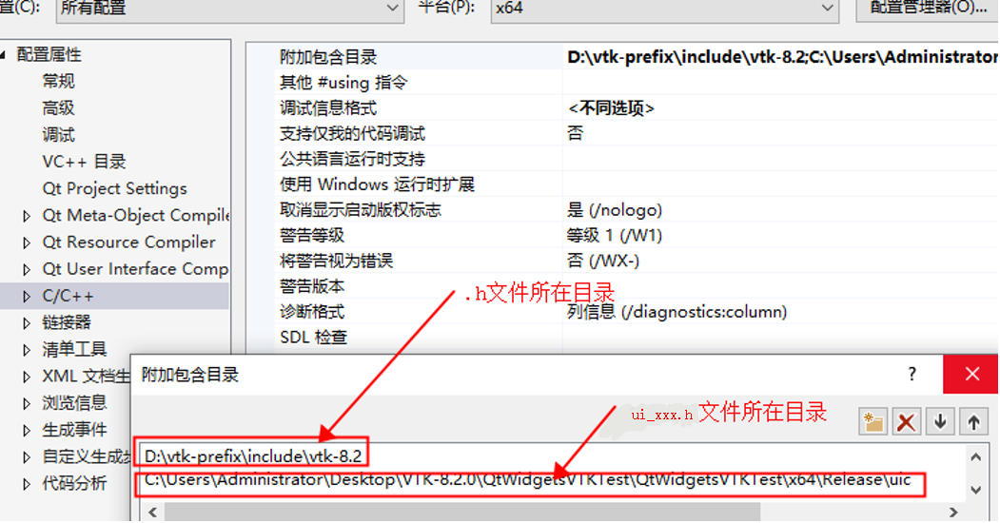 置(C): 所有配置 平台(P): x64 配置管理器(O)...
配置属性
常规
高级
调试
VC++ 目录
Qt Project Settings
Qt Meta-Object Compile
Qt Resource Compiler
Qt User Interface Comp
C/C++
链接器
清单工具
XML 文档生
浏览信息
生成事件
自定义生成步
代码分析
附加包含目录 D:\vtk-prefix\include\vtk-8.2;C:\Users\Administrator
其他 #using 指令
调试信息格式 <不同选项>
支持仅我的代码调试 否
公共语言运行时支持
使用 Windows 运行时扩展
取消显示启动版权标志 是 (/nologo)
警告等级 等级 1 (/W1)
将警告视为错误 否 (/WX-)
警告版本
.h文件所在目录
诊断格式 列信息 (/diagnostics:column)
SDL 检查
附加包含目录 ?
ui_xxx.h 文件所在目录
D:\vtk-prefix\include\vtk-8.2
C:\Users\Administrator\Desktop\VTK-8.2.0\QtWidgetsVTKTest\QtWidgetsVTKTest\x64\Release\uic